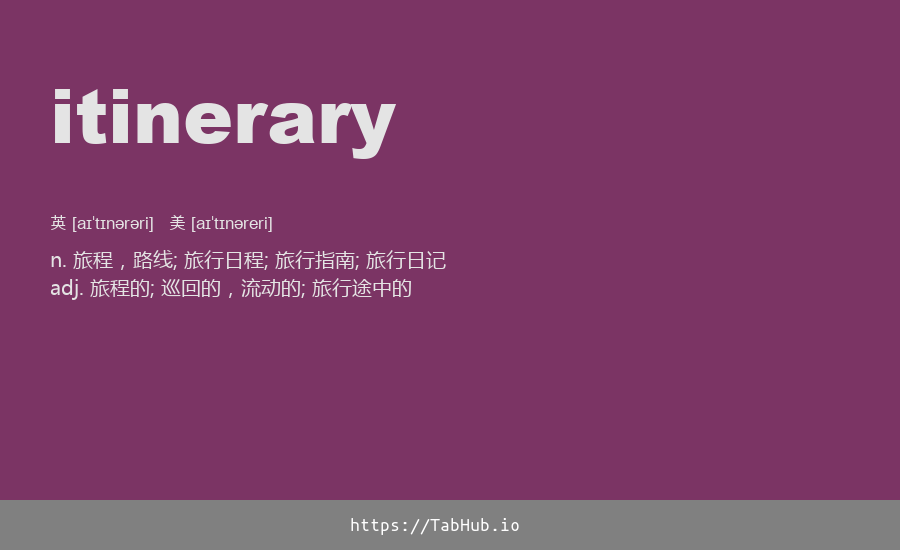 itinerary
英 [aɪˈtɪnərəri] 美 [aɪˈtɪnəreri]
n. 旅程，路线; 旅行日程; 旅行指南; 旅行日记
adj. 旅程的; 巡回的，流动的; 旅行途中的
https://TabHub.io